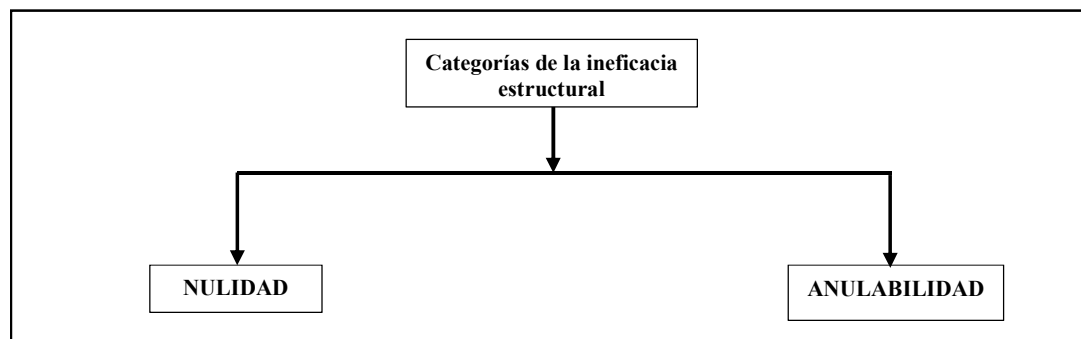 Categorías de la ineficacia
estructural
NULIDAD
ANULABILIDAD